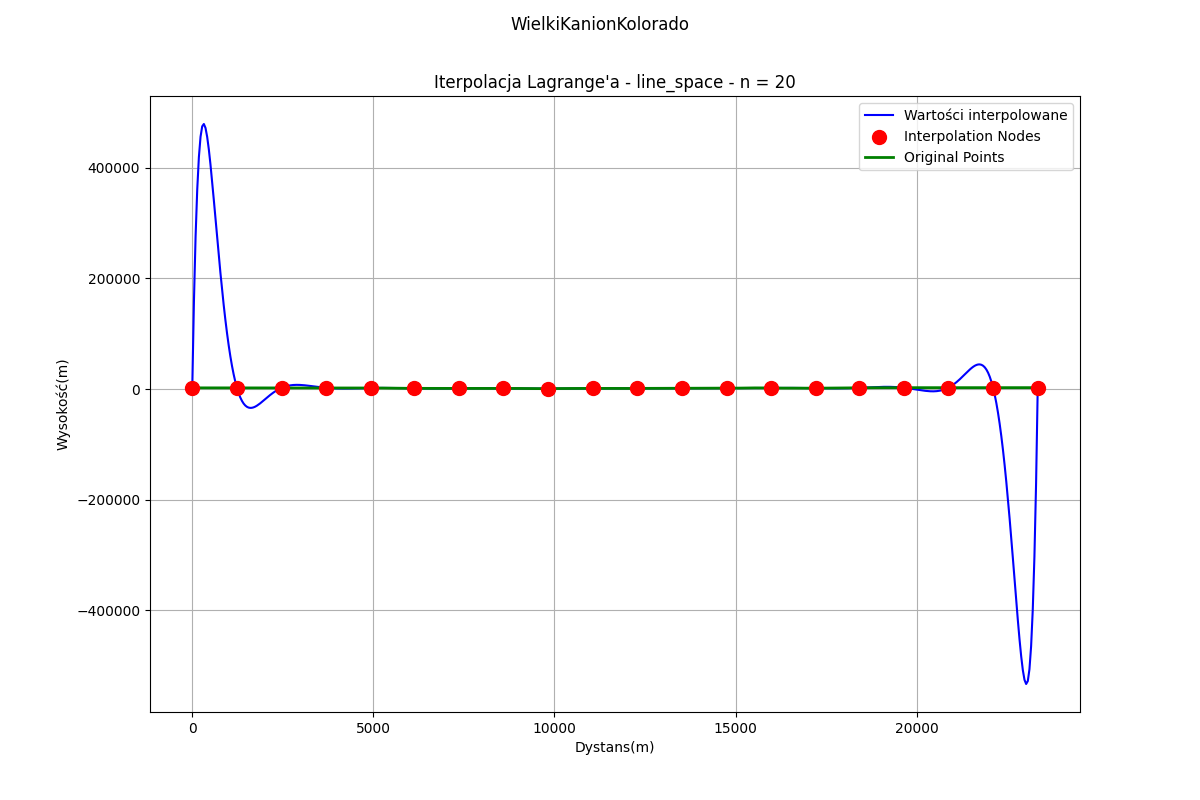 WielkiKanionKolorado
Iterpolacja Lagrange'a - line_space - n = 20
Wartości interpolowane
Interpolation Nodes
Original Points
400000
200000
0
−200000
−400000
Wysokość(m)
0
5000
10000
15000
20000
Dystans(m)